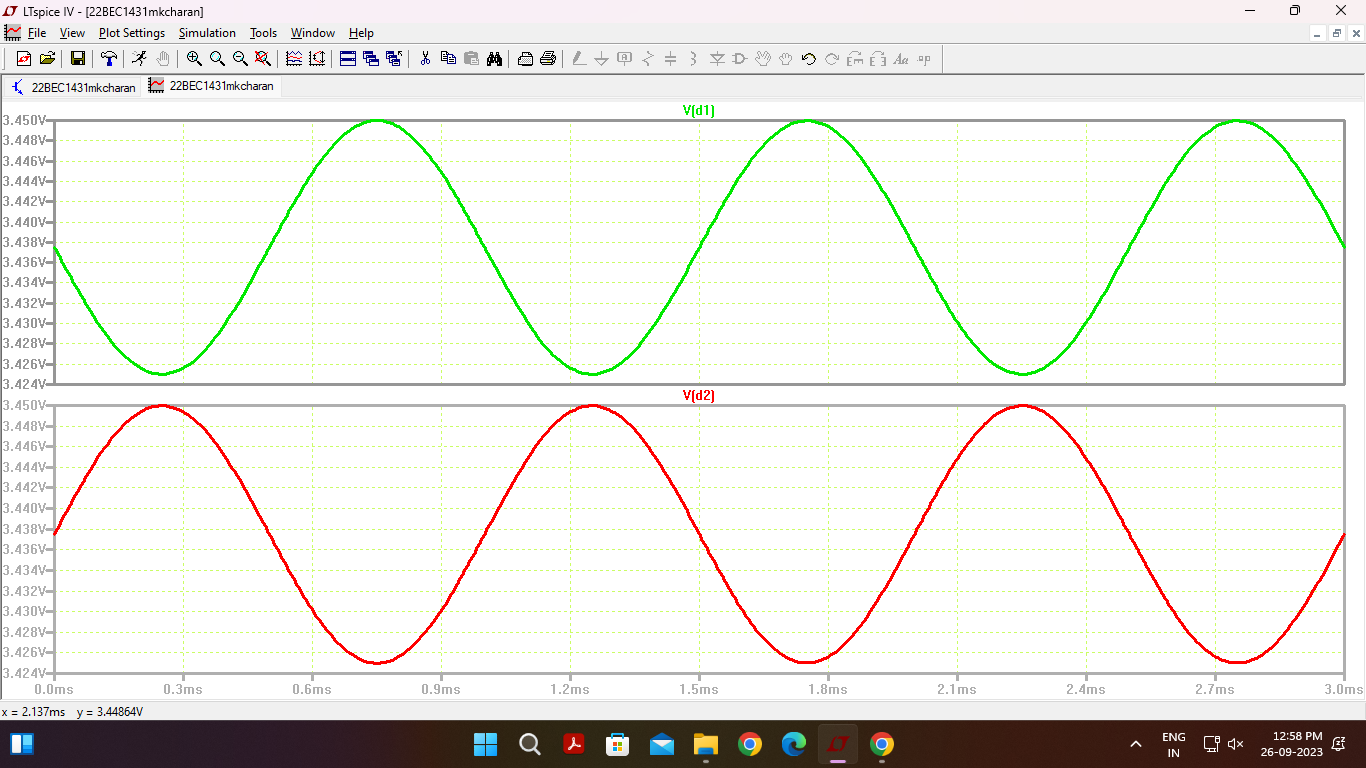 LTspice IV - [22BEC1431mkcharan]
File View Plot Settings Simulation Tools Window Help
22BEC1431mkcharan 22BEC1431mkcharan
V(d1)
3.450V
3.448V
3.446V
3.444V
3.442V
3.440V
3.438V
3.436V
3.434V
3.432V
3.430V
3.428V
3.426V
3.424V
V(d2)
3.450V
3.448V
3.446V
3.444V
3.442V
3.440V
3.438V
3.436V
3.434V
3.432V
3.430V
3.428V
3.426V
3.424V
0.0ms 0.3ms 0.6ms 0.9ms 1.2ms 1.5ms 1.8ms 2.1ms 2.4ms 2.7ms 3.0ms
x = 2.137ms y = 3.44864V
ENG
IN
12:58 PM
26-09-2023